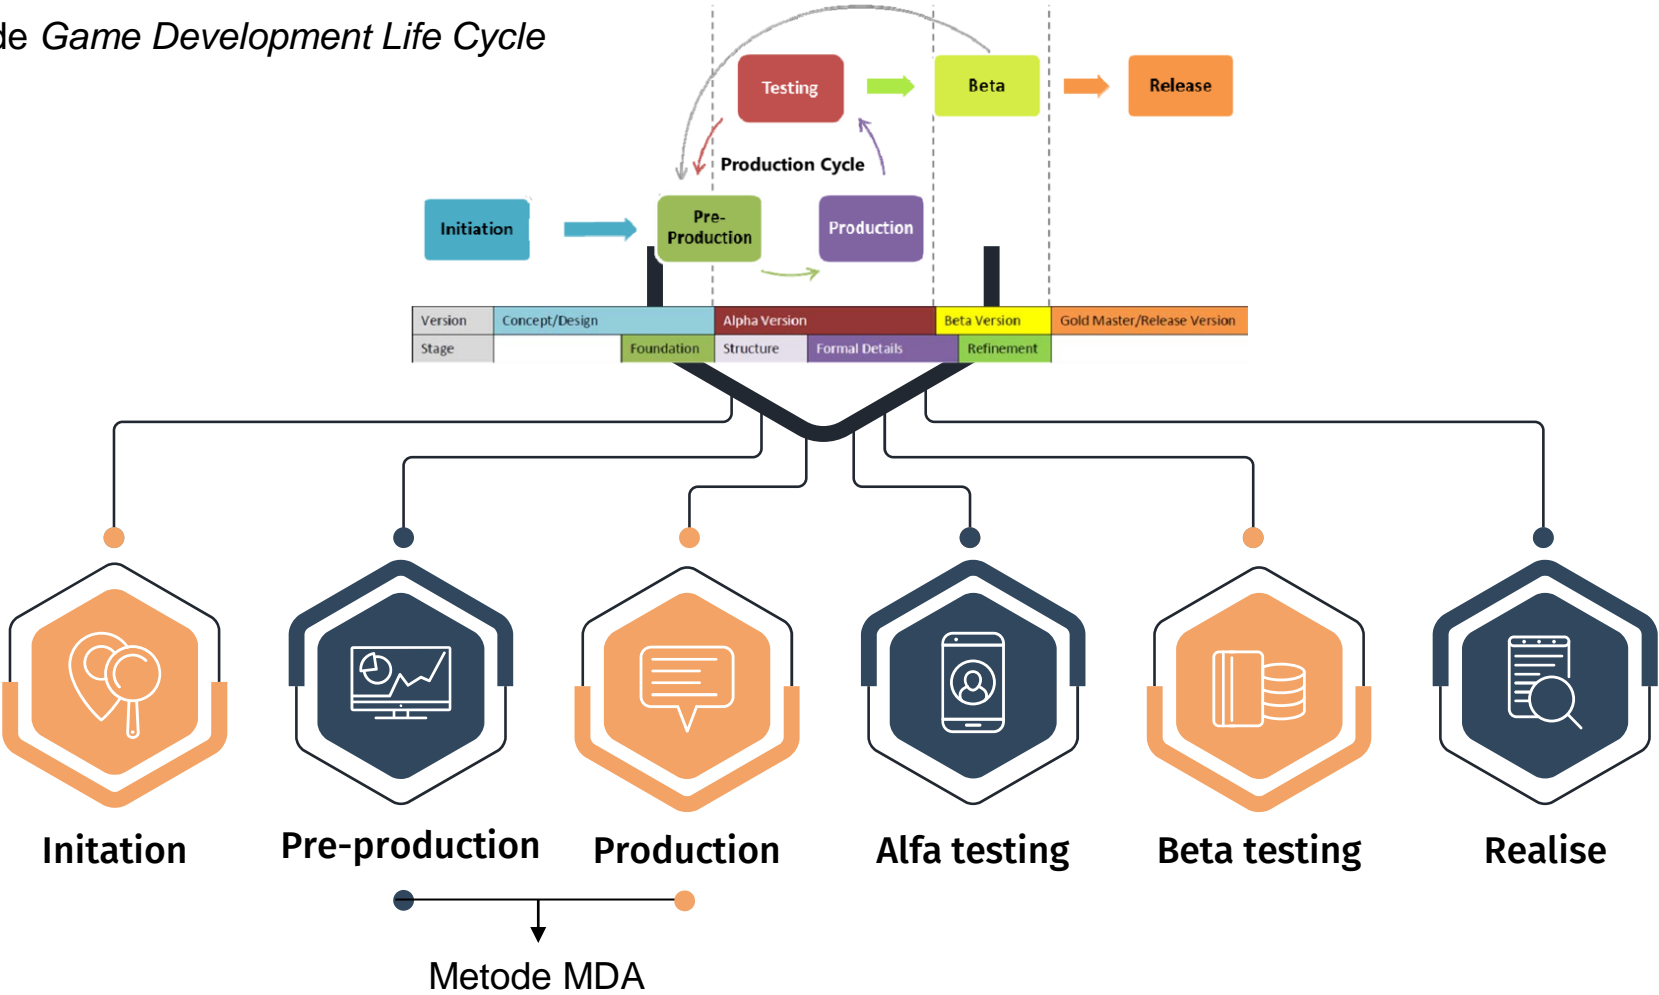 de Game Development Life Cycle
Testing
Beta
Release
Production Cycle
Initiation
Pre-
Production
Production
Version
Concept/Design
Alpha Version
Beta Version
Gold Master/Release Version
Stage
Foundation
Structure
Formal Details
Refinement
Initation
Pre-production
Production
Alfa testing
Beta testing
Realise
Metode MDA